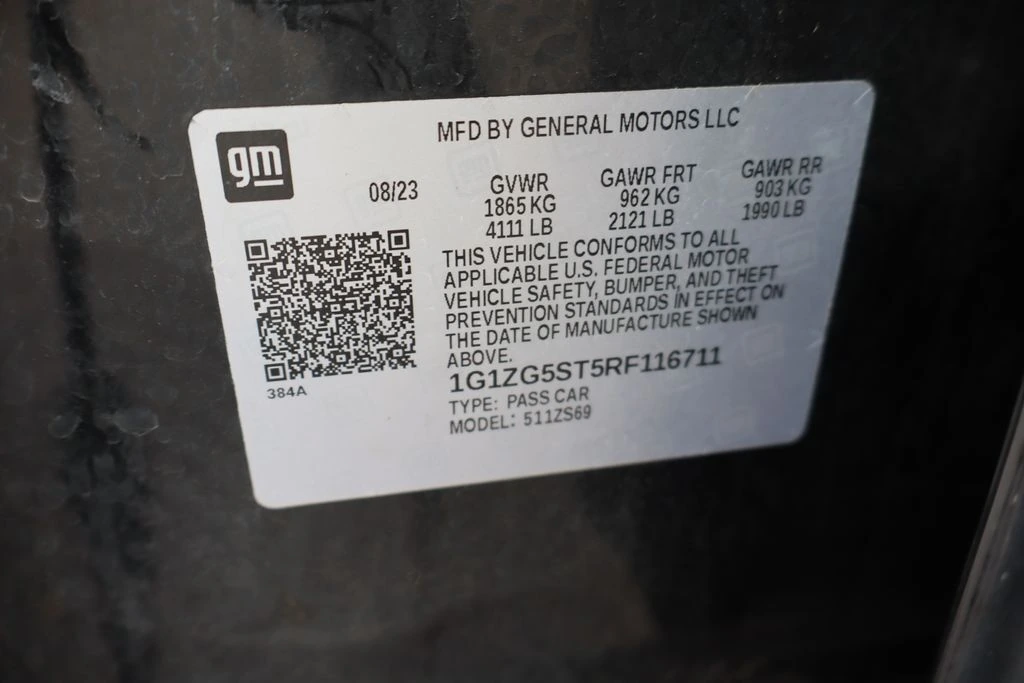 gm
MFD BY GENERAL MOTORS LLC
08/23
GVWR
1865 KG
4111 LB
GAWR FRT
962 KG
2121 LB
GAWR RR
903 KG
1990 LB
THIS VEHICLE CONFORMS TO ALL
APPLICABLE U.S. FEDERAL MOTOR
VEHICLE SAFETY, BUMPER, AND THEFT
PREVENTION STANDARDS IN EFFECT ON
THE DATE OF MANUFACTURE SHOWN
ABOVE.
1G1ZG5ST5RF116711
TYPE: PASS CAR
MODEL: 511ZS69
384A